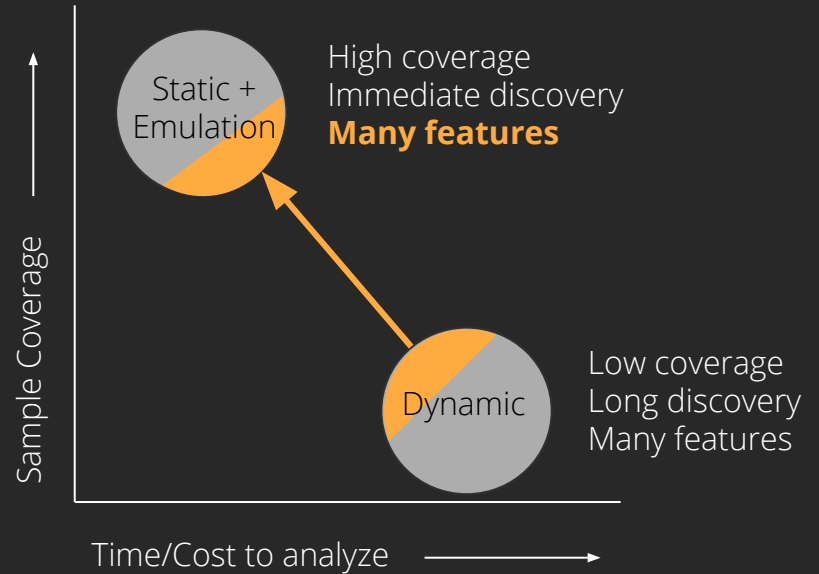 Static +
Emulation
High coverage
Immediate discovery
Many features
Sample Coverage
Dynamic
Low coverage
Long discovery
Many features
Time/Cost to analyze